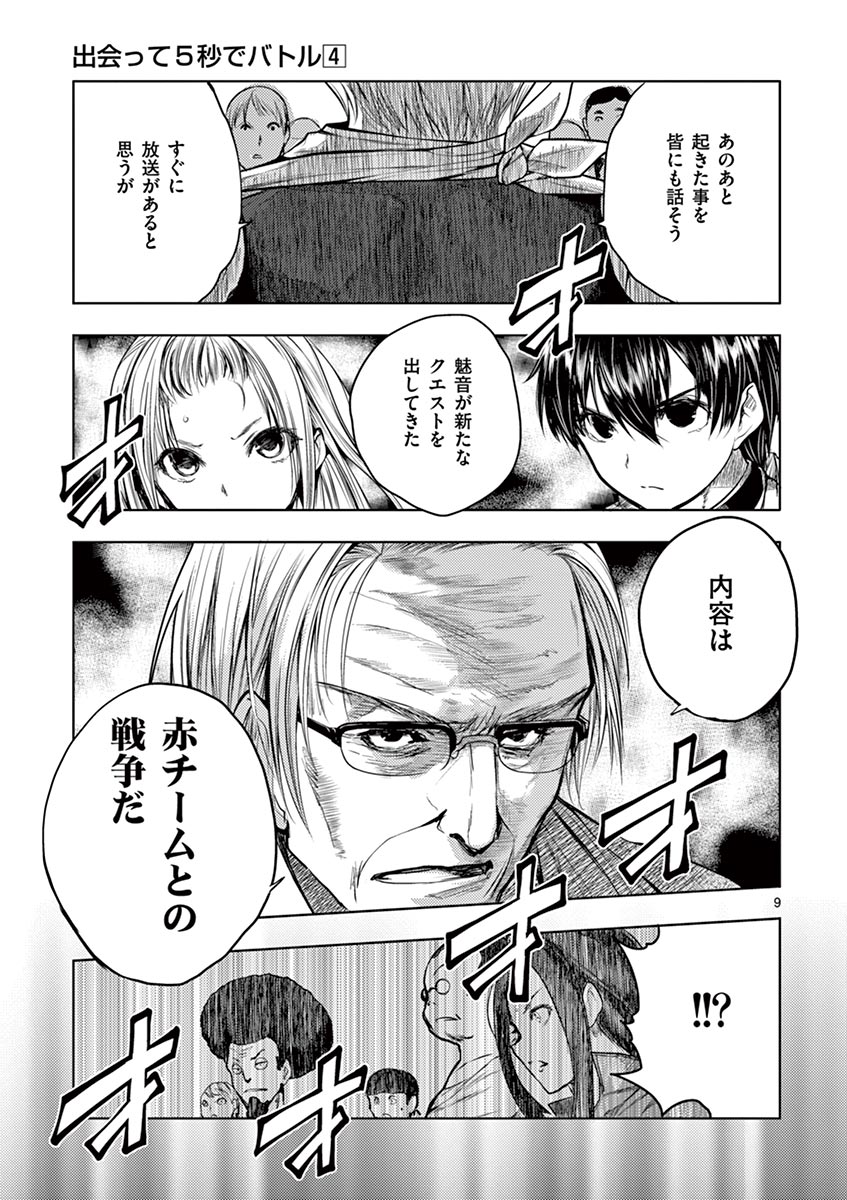 出会って5秒でバトル4
あのあと
起きた事を
皆にも話そう
すぐに
放送があると
思うが
オ
魅音が新たな
クエストを
出してきた
オ
内容は
赤チームとの
戦争だ
オ
オ
オ
オ
9
!!?